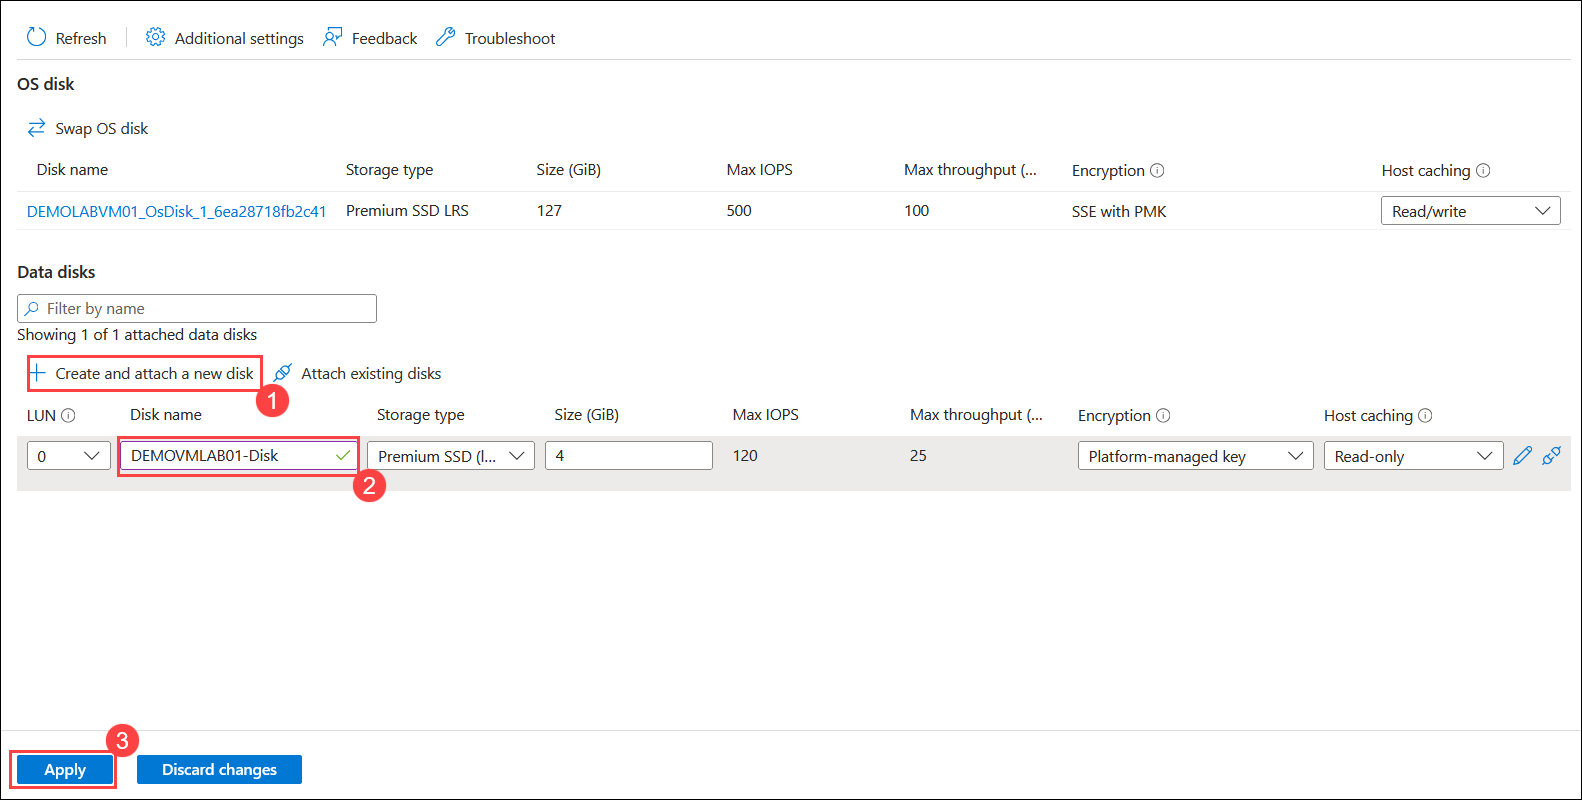 Refresh Additional settings Feedback Troubleshoot
OS disk
Swap OS disk
Disk name Storage type Size (GiB) Max IOPS Max throughput (... Encryption Host caching
DEMOLABVM01_OsDisk_1_6ea28718fb2c41 Premium SSD LRS 127 500 100 SSE with PMK Read/write
Data disks
Filter by name
Showing 1 of 1 attached data disks
Create and attach a new disk Attach existing disks
1
LUN Disk name Storage type Size (GiB) Max IOPS Max throughput (... Encryption Host caching
0 DEMOVMLAB01-Disk Premium SSD (l... 4 120 25 Platform-managed key Read-only
2
3
Apply Discard changes